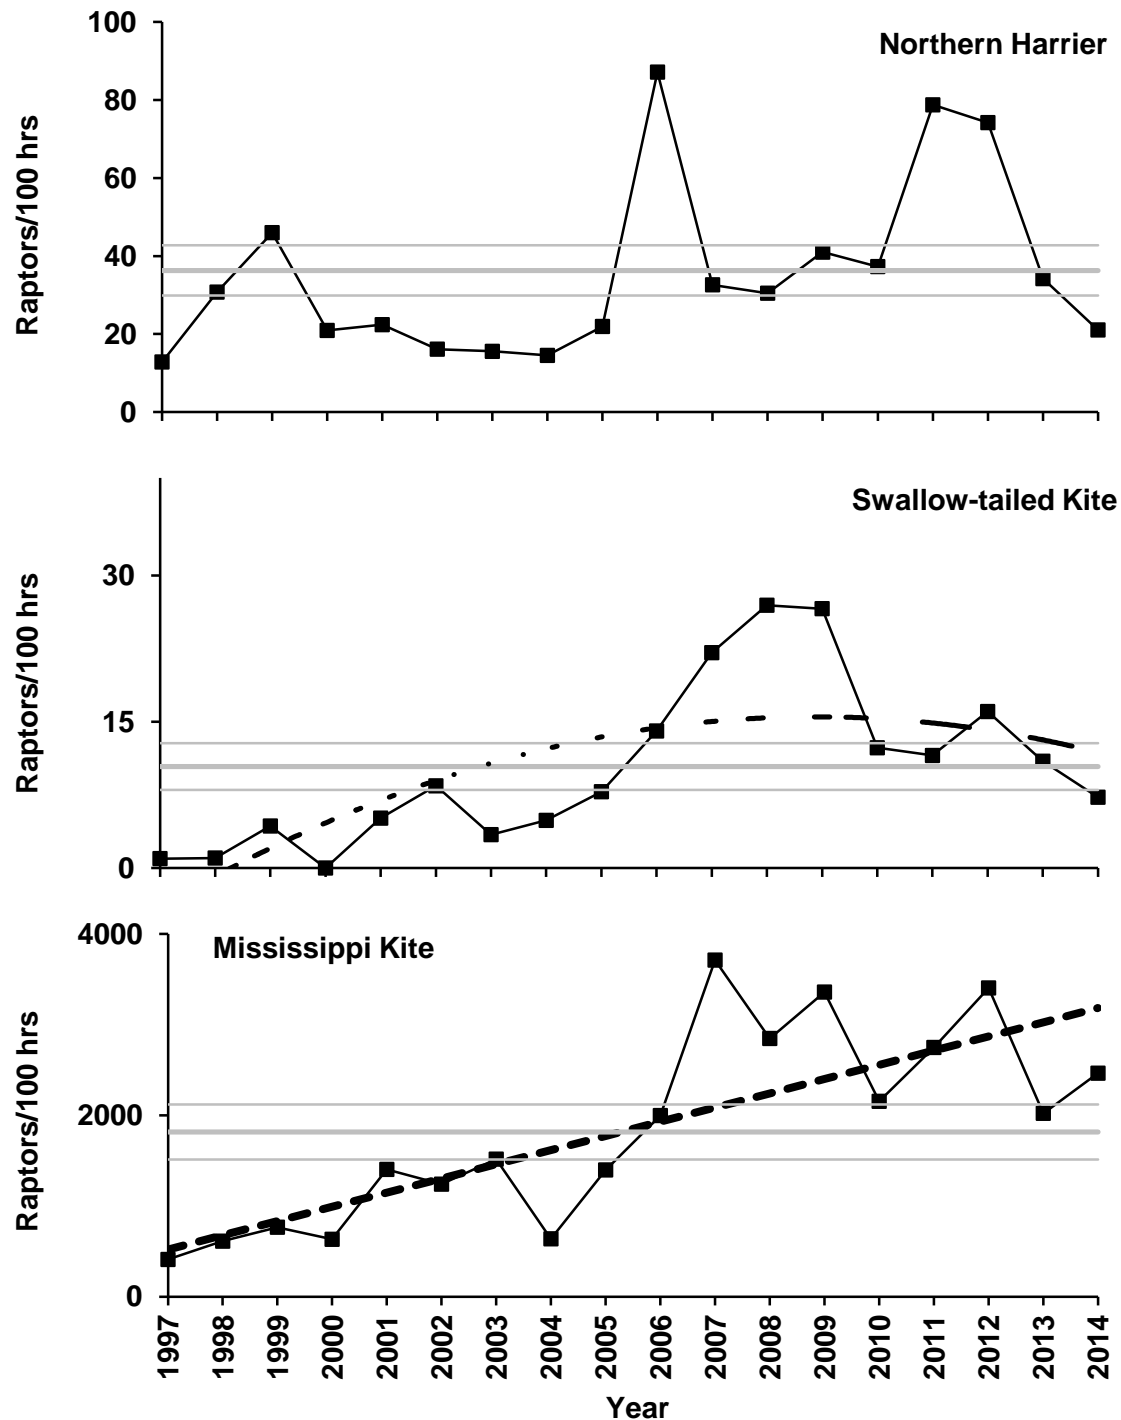 100
Northern Harrier
80
60
40
20
0
Raptors/100 hrs
Swallow-tailed Kite
30
15
0
Raptors/100 hrs
4000
Mississippi Kite
2000
0
Raptors/100 hrs
1997 1998 1999 2000 2001 2002 2003 2004 2005 2006 2007 2008 2009 2010 2011 2012 2013 2014
Year